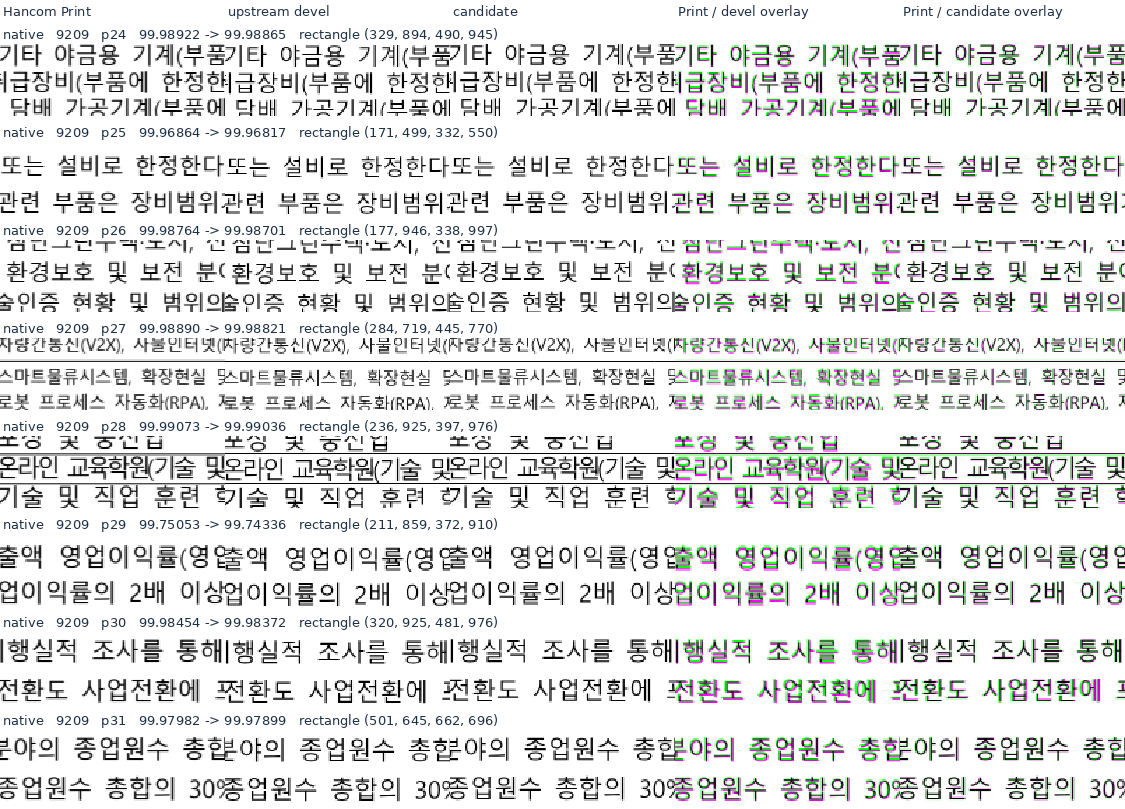 Hancom Print upstream devel candidate Print / devel overlay Print / candidate overlay
native 9209 p24 99.98922 -> 99.98865 rectangle (329, 894, 490, 945)
기타 야금용 기계(부품 기타 야금용 기계(부품 기타 야금용 기계(부품 기타 야금용 기계(부품 기타 야금용 기계(부품
급장비(부품에 한정한 급장비(부품에 한정한 급장비(부품에 한정한 급장비(부품에 한정한 급장비(부품에 한정한
담배 가공기계(부품에 담배 가공기계(부품에 담배 가공기계(부품에 담배 가공기계(부품에 담배 가공기계(부품에
native 9209 p25 99.96864 -> 99.96817 rectangle (171, 499, 332, 550)
또는 설비로 한정한다 또는 설비로 한정한다 또는 설비로 한정한다 또는 설비로 한정한다 또는 설비로 한정한다
관련 부품은 장비범위 관련 부품은 장비범위 관련 부품은 장비범위 관련 부품은 장비범위 관련 부품은 장비범위
native 9209 p26 98.98764 -> 99.98701 rectangle (177, 946, 338, 997)
환경보호 및 보전 분 환경보호 및 보전 분 환경보호 및 보전 분 환경보호 및 보전 분 환경보호 및 보전 분
술인증 현황 및 범위의 술인증 현황 및 범위의 술인증 현황 및 범위의 술인증 현황 및 범위의 술인증 현황 및 범위의
native 9209 p27 99.98890 -> 99.98821 rectangle (284, 719, 445, 770)
차량간통신(V2X), 사물인터넷( 차량간통신(V2X), 사물인터넷( 차량간통신(V2X), 사물인터넷( 차량간통신(V2X), 사물인터넷( 차량간통신(V2X), 사물인터넷(
스마트물류시스템, 확장현실 스마트물류시스템, 확장현실 스마트물류시스템, 확장현실 스마트물류시스템, 확장현실 스마트물류시스템, 확장현실
로봇 프로세스 자동화(RPA), 로봇 프로세스 자동화(RPA), 로봇 프로세스 자동화(RPA), 로봇 프로세스 자동화(RPA), 로봇 프로세스 자동화(RPA),
native 9209 p28 99.99073 -> 99.99036 rectangle (236, 925, 397, 976)
온라인 교육학원(기술 및 온라인 교육학원(기술 및 온라인 교육학원(기술 및 온라인 교육학원(기술 및 온라인 교육학원(기술 및
기술 및 직업 훈련 기술 및 직업 훈련 기술 및 직업 훈련 기술 및 직업 훈련 기술 및 직업 훈련
native 9209 p29 99.75053 -> 99.74336 rectangle (211, 859, 372, 910)
출액 영업이익률(영업 출액 영업이익률(영업 출액 영업이익률(영업 출액 영업이익률(영업 출액 영업이익률(영업
업이익률의 2배 이상 업이익률의 2배 이상 업이익률의 2배 이상 업이익률의 2배 이상 업이익률의 2배 이상
native 9209 p30 99.98454 -> 99.98372 rectangle (320, 925, 481, 976)
행실적 조사를 통해 행실적 조사를 통해 행실적 조사를 통해 행실적 조사를 통해 행실적 조사를 통해
전환도 사업전환에 전환도 사업전환에 전환도 사업전환에 전환도 사업전환에 전환도 사업전환에
native 9209 p31 99.97982 -> 99.97899 rectangle (501, 645, 662, 696)
분야의 종업원수 총합 분야의 종업원수 총합 분야의 종업원수 총합 분야의 종업원수 총합 분야의 종업원수 총합
종업원수 총합의 30% 종업원수 총합의 30% 종업원수 총합의 30% 종업원수 총합의 30% 종업원수 총합의 30%